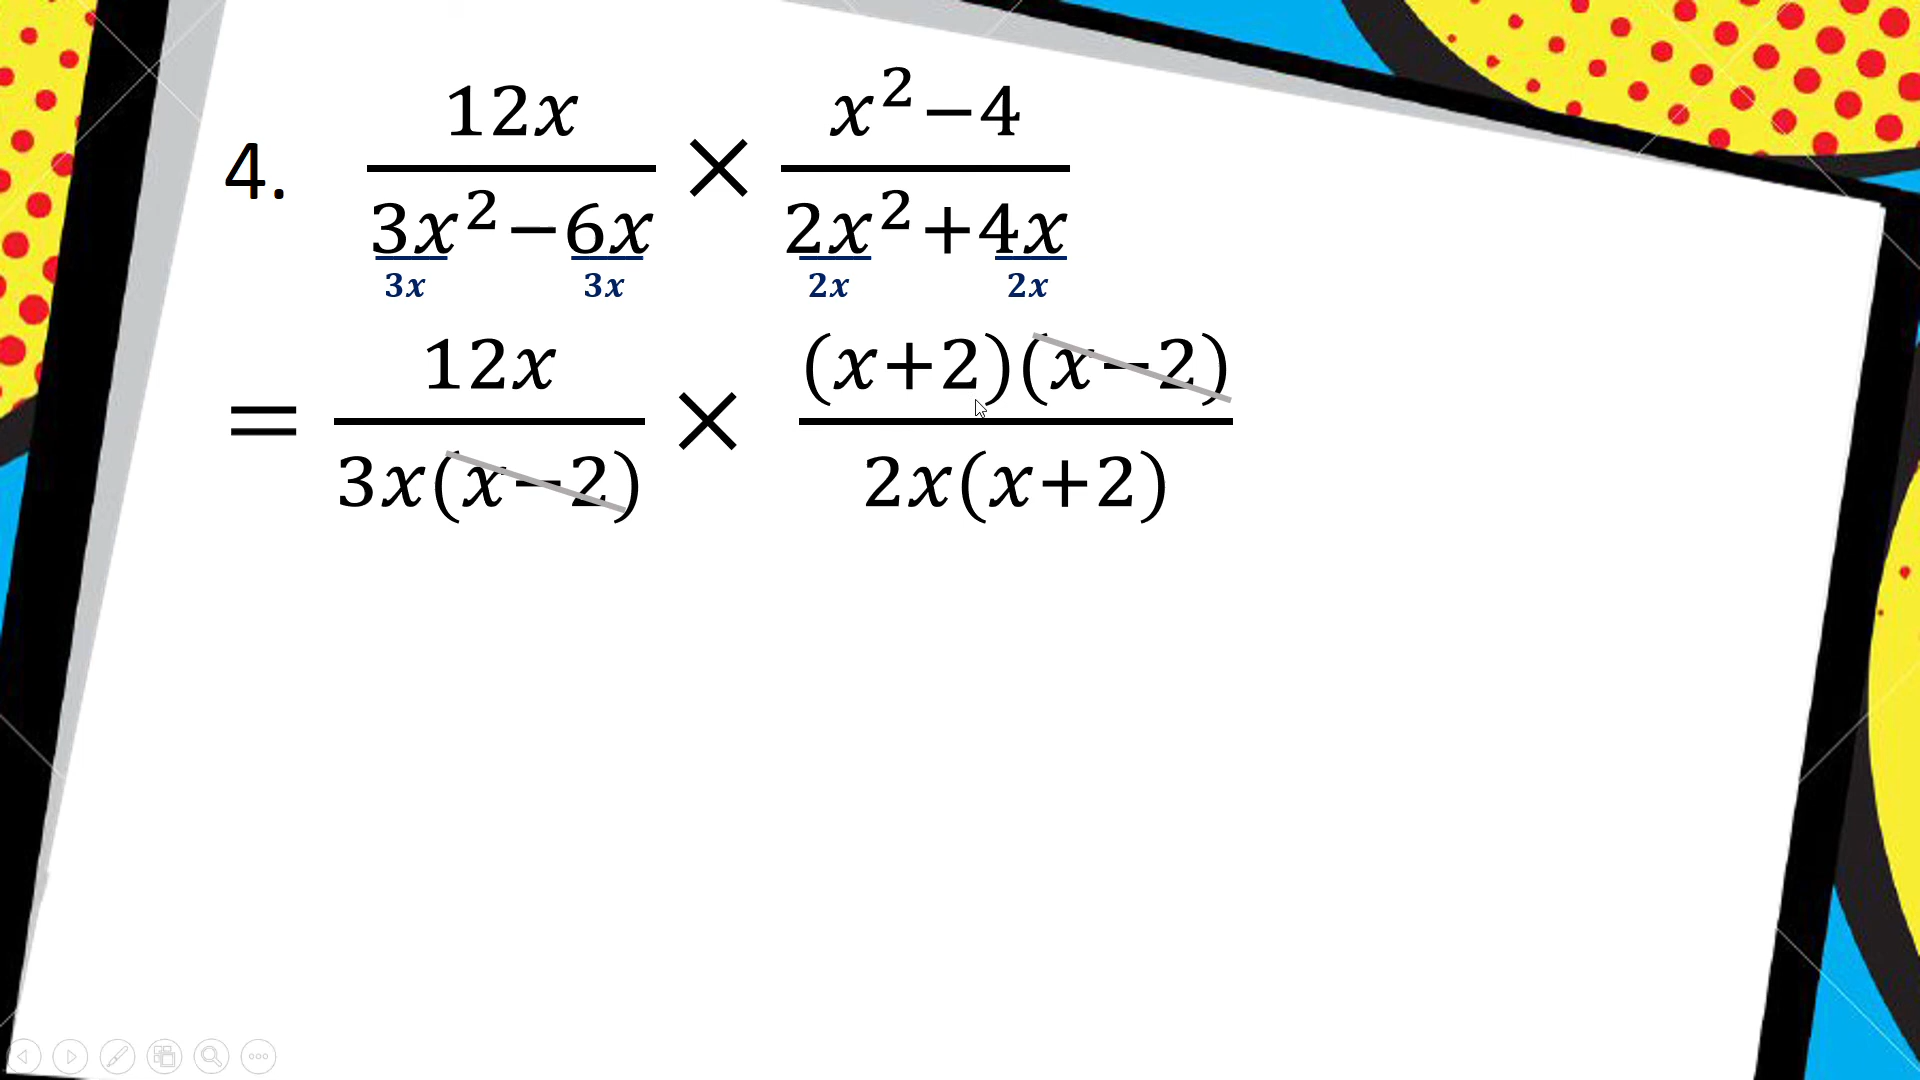 4. 12x/(3x²−6x) × (x²−4)/(2x²+4x)
3x 3x 2x 2x
= 12x/(3x(x−2)) × ((x+2)(x−2))/(2x(x+2))